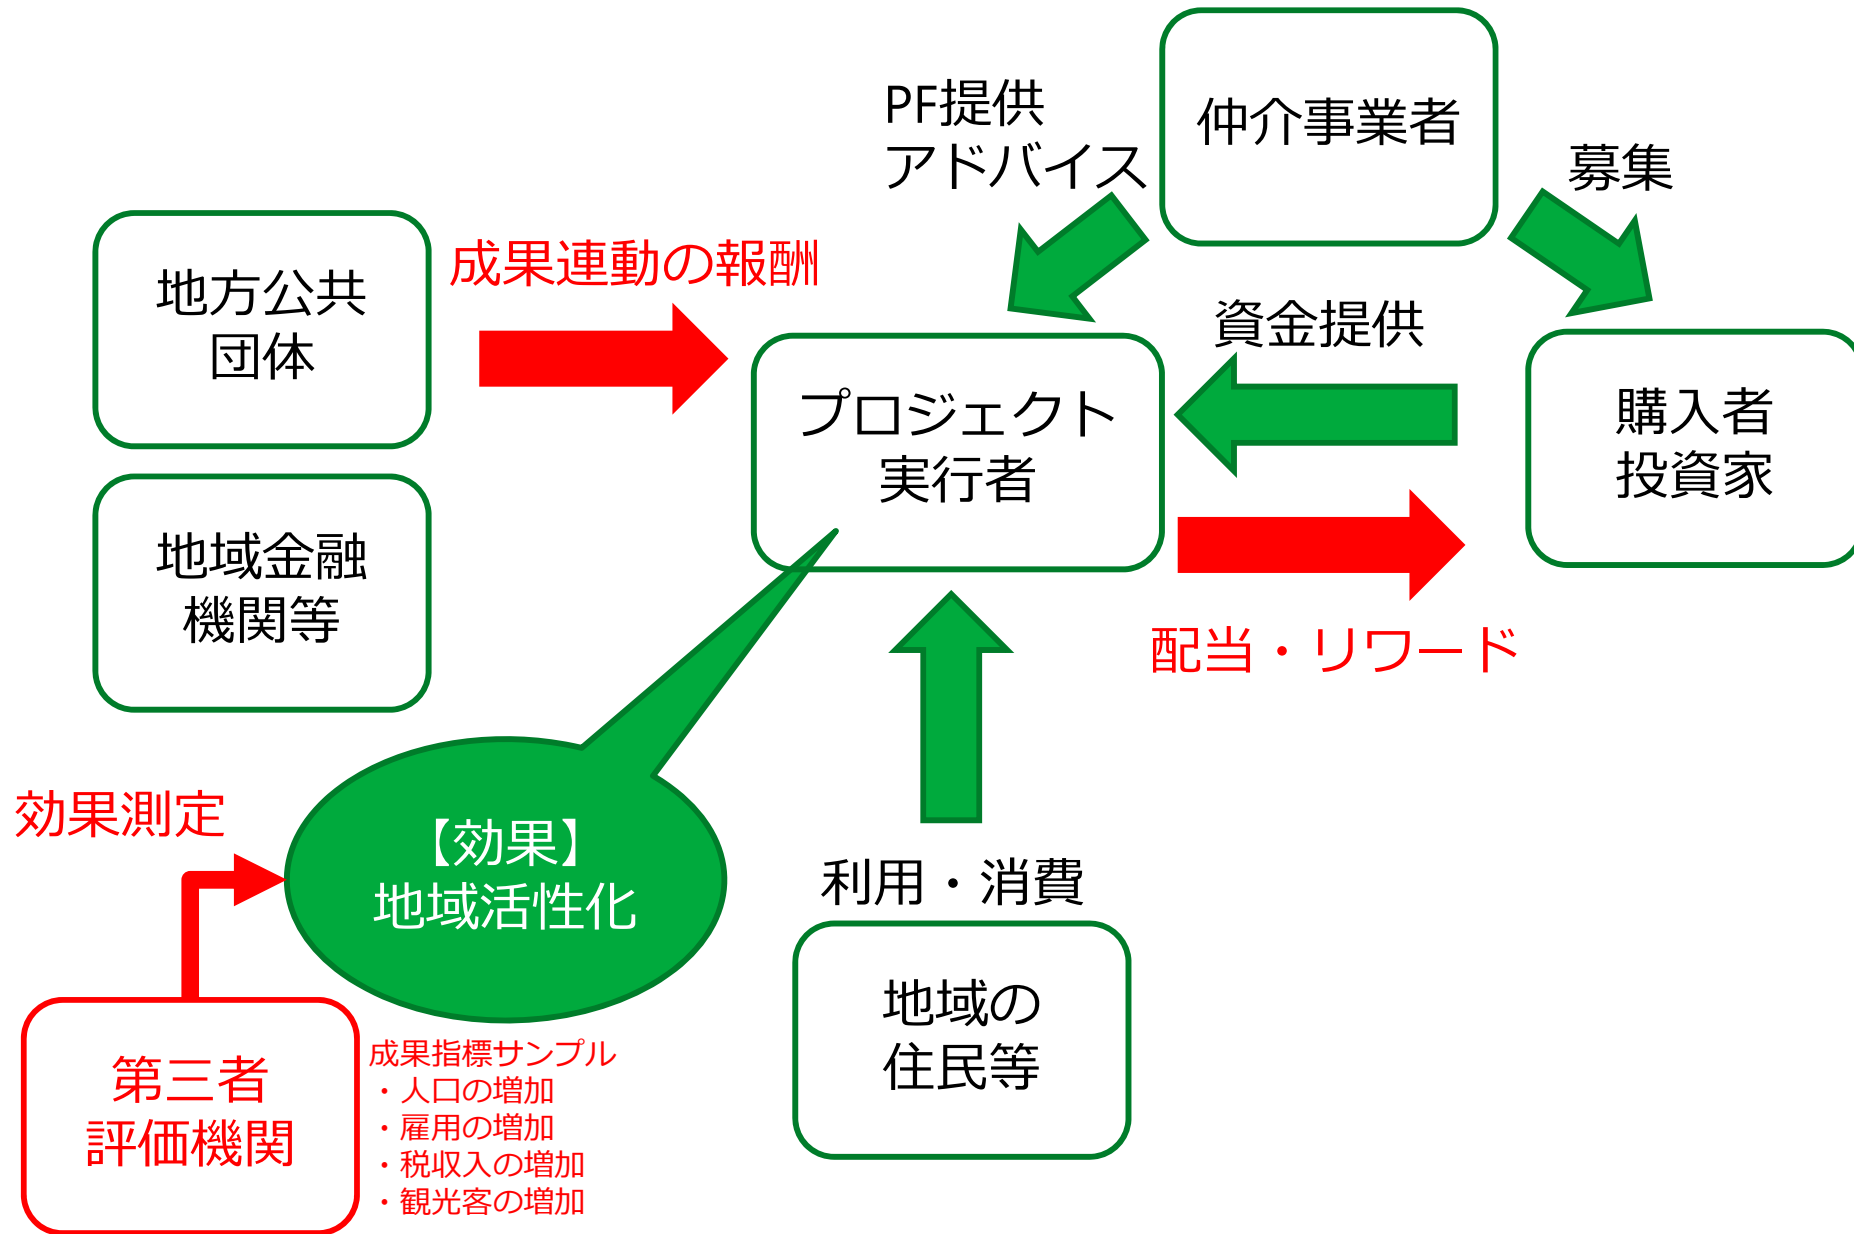 仲介事業者
PF提供
アドバイス
募集
地方公共
団体
成果連動の報酬
資金提供
プロジェクト
実行者
購入者
投資家
地域金融
機関等
配当・リワード
効果測定
【効果】
地域活性化
利用・消費
地域の
住民等
第三者
評価機関
成果指標サンプル
・人口の増加
・雇用の増加
・税収入の増加
・観光客の増加